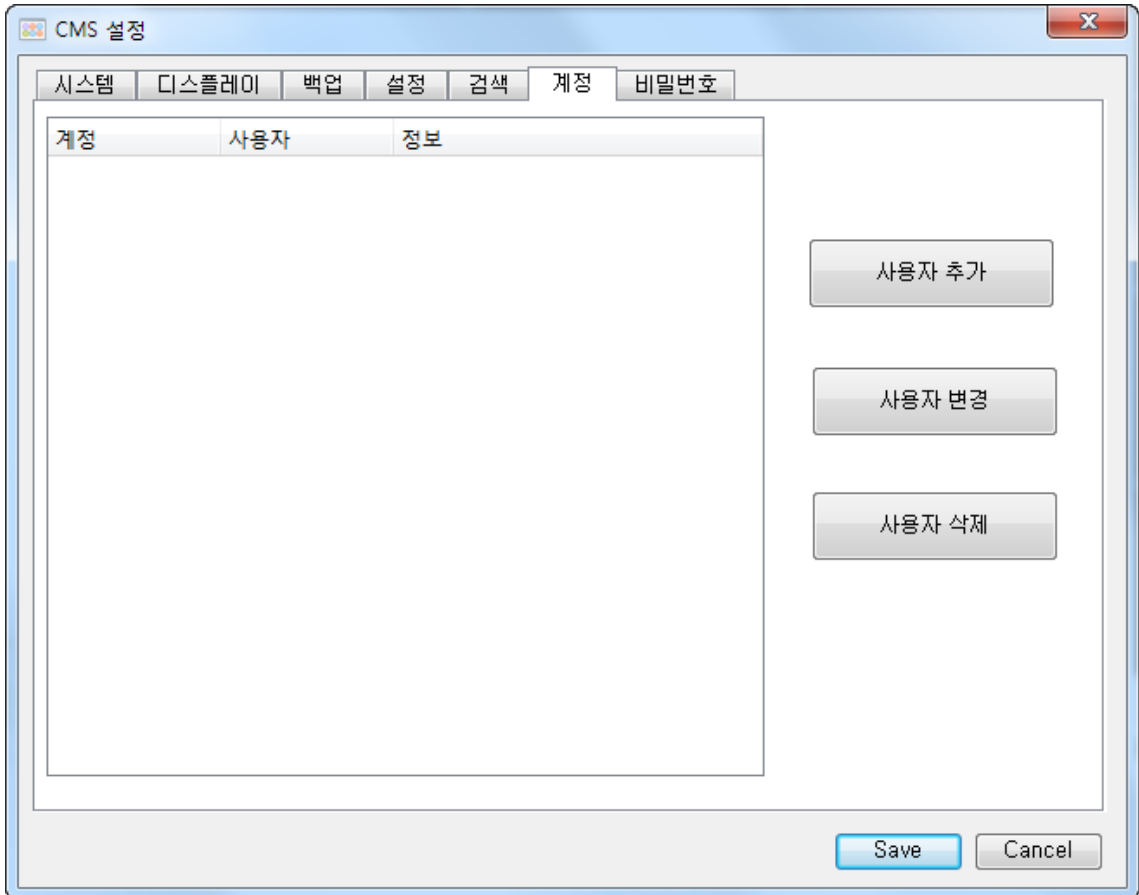 CMS 설정
시스템 디스플레이 백업 설정 검색 계정 비밀번호
계정 사용자 정보
사용자 추가
사용자 변경
사용자 삭제
Save Cancel